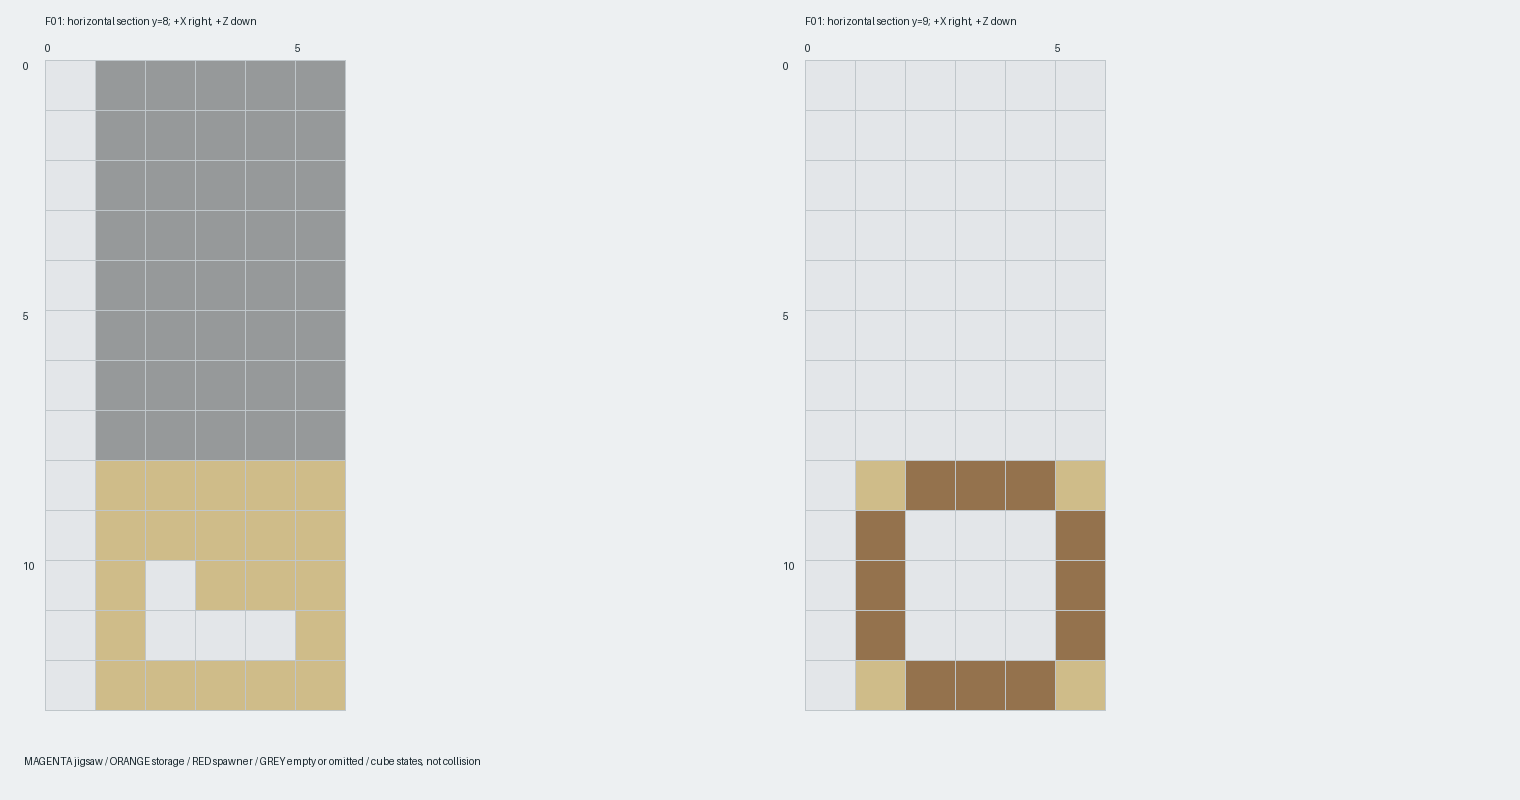 F01: horizontal section y=8; +X right, +Z down
F01: horizontal section y=9; +X right, +Z down
0 5
0 5
0
0
5
5
10
10
MAGENTA jigsaw / ORANGE storage / RED spawner / GREY empty or omitted / cube states, not collision